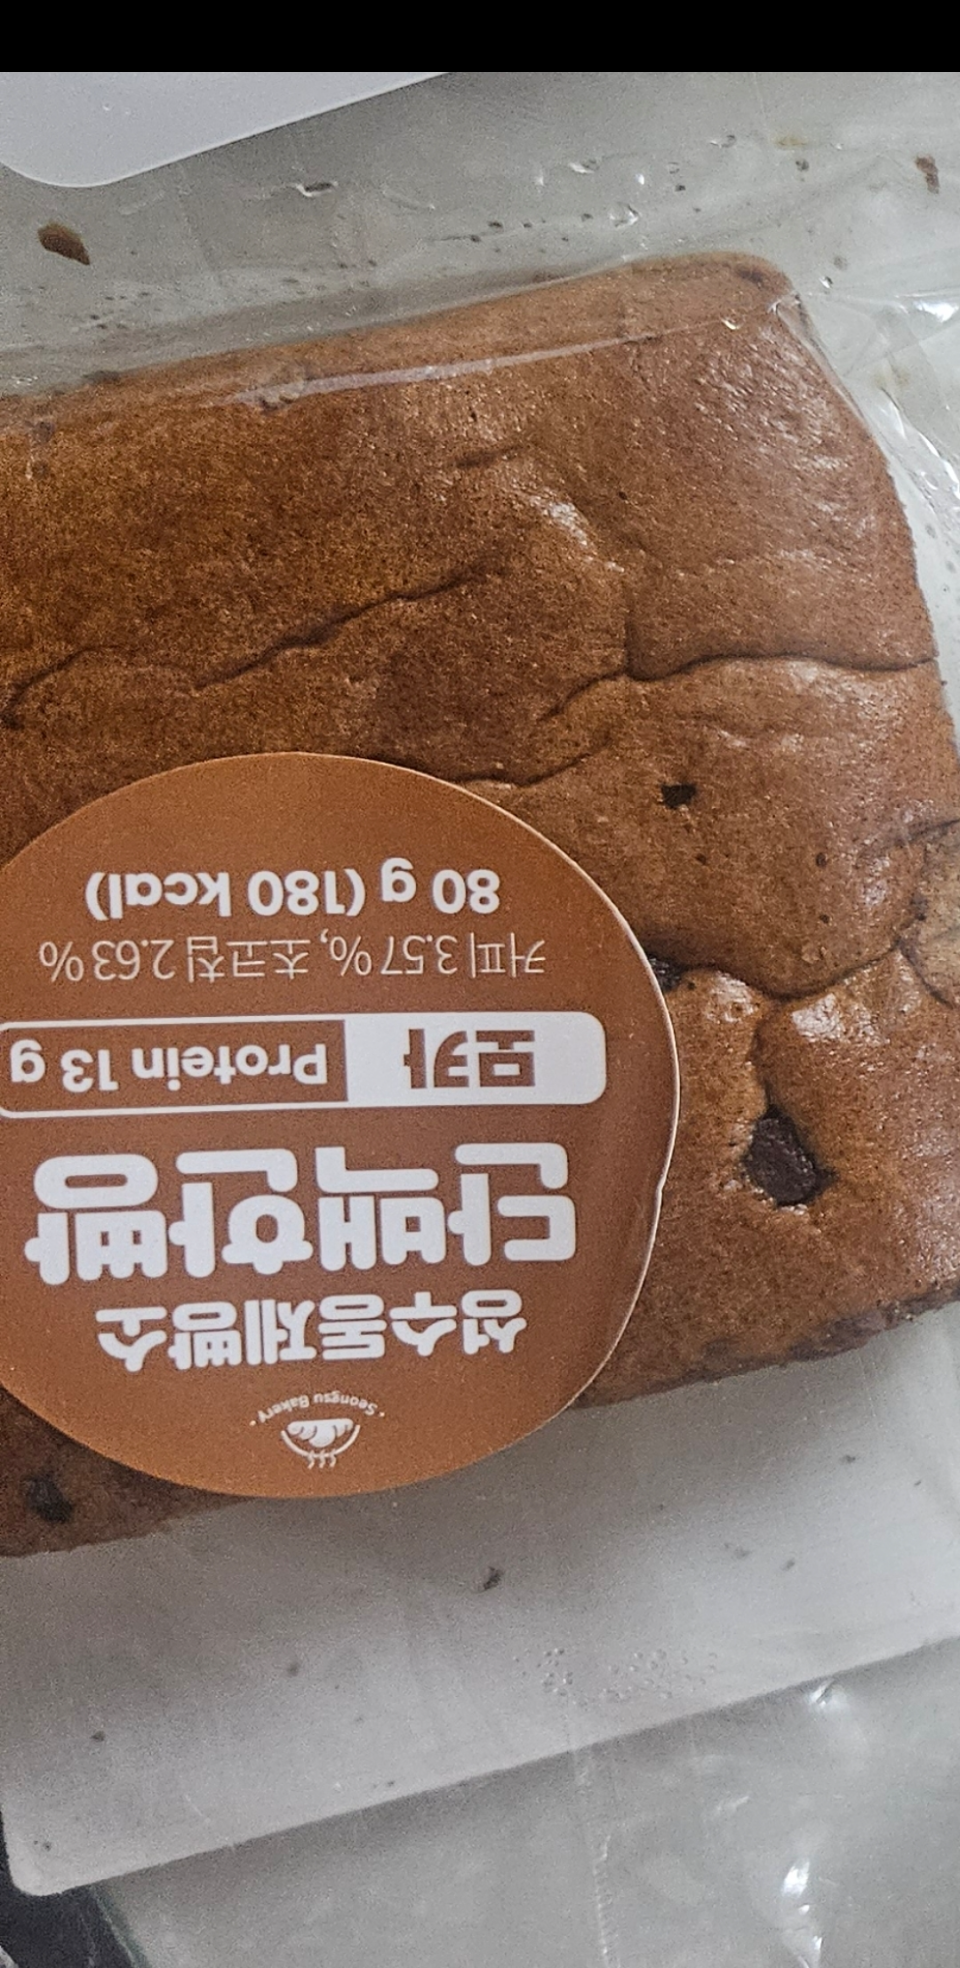 · Seongsu Bakery ·
성수동제빵소
단백한빵
모카 Protein 13 g
커피 3.57%, 초코칩 2.63%
80 g (180 kcal)